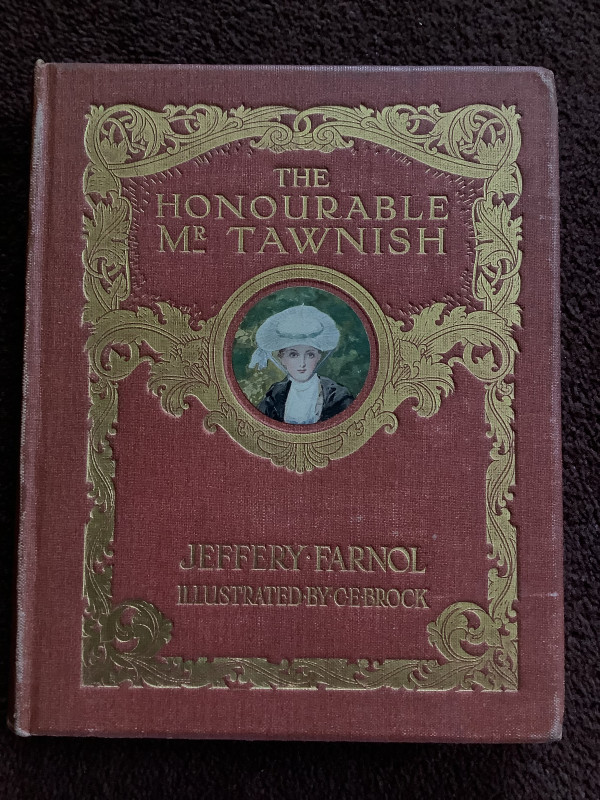 THE
HONOURABLE
MR TAWNISH
JEFFERY·FARNOL
ILLUSTRATED·BY·C·E·BROCK